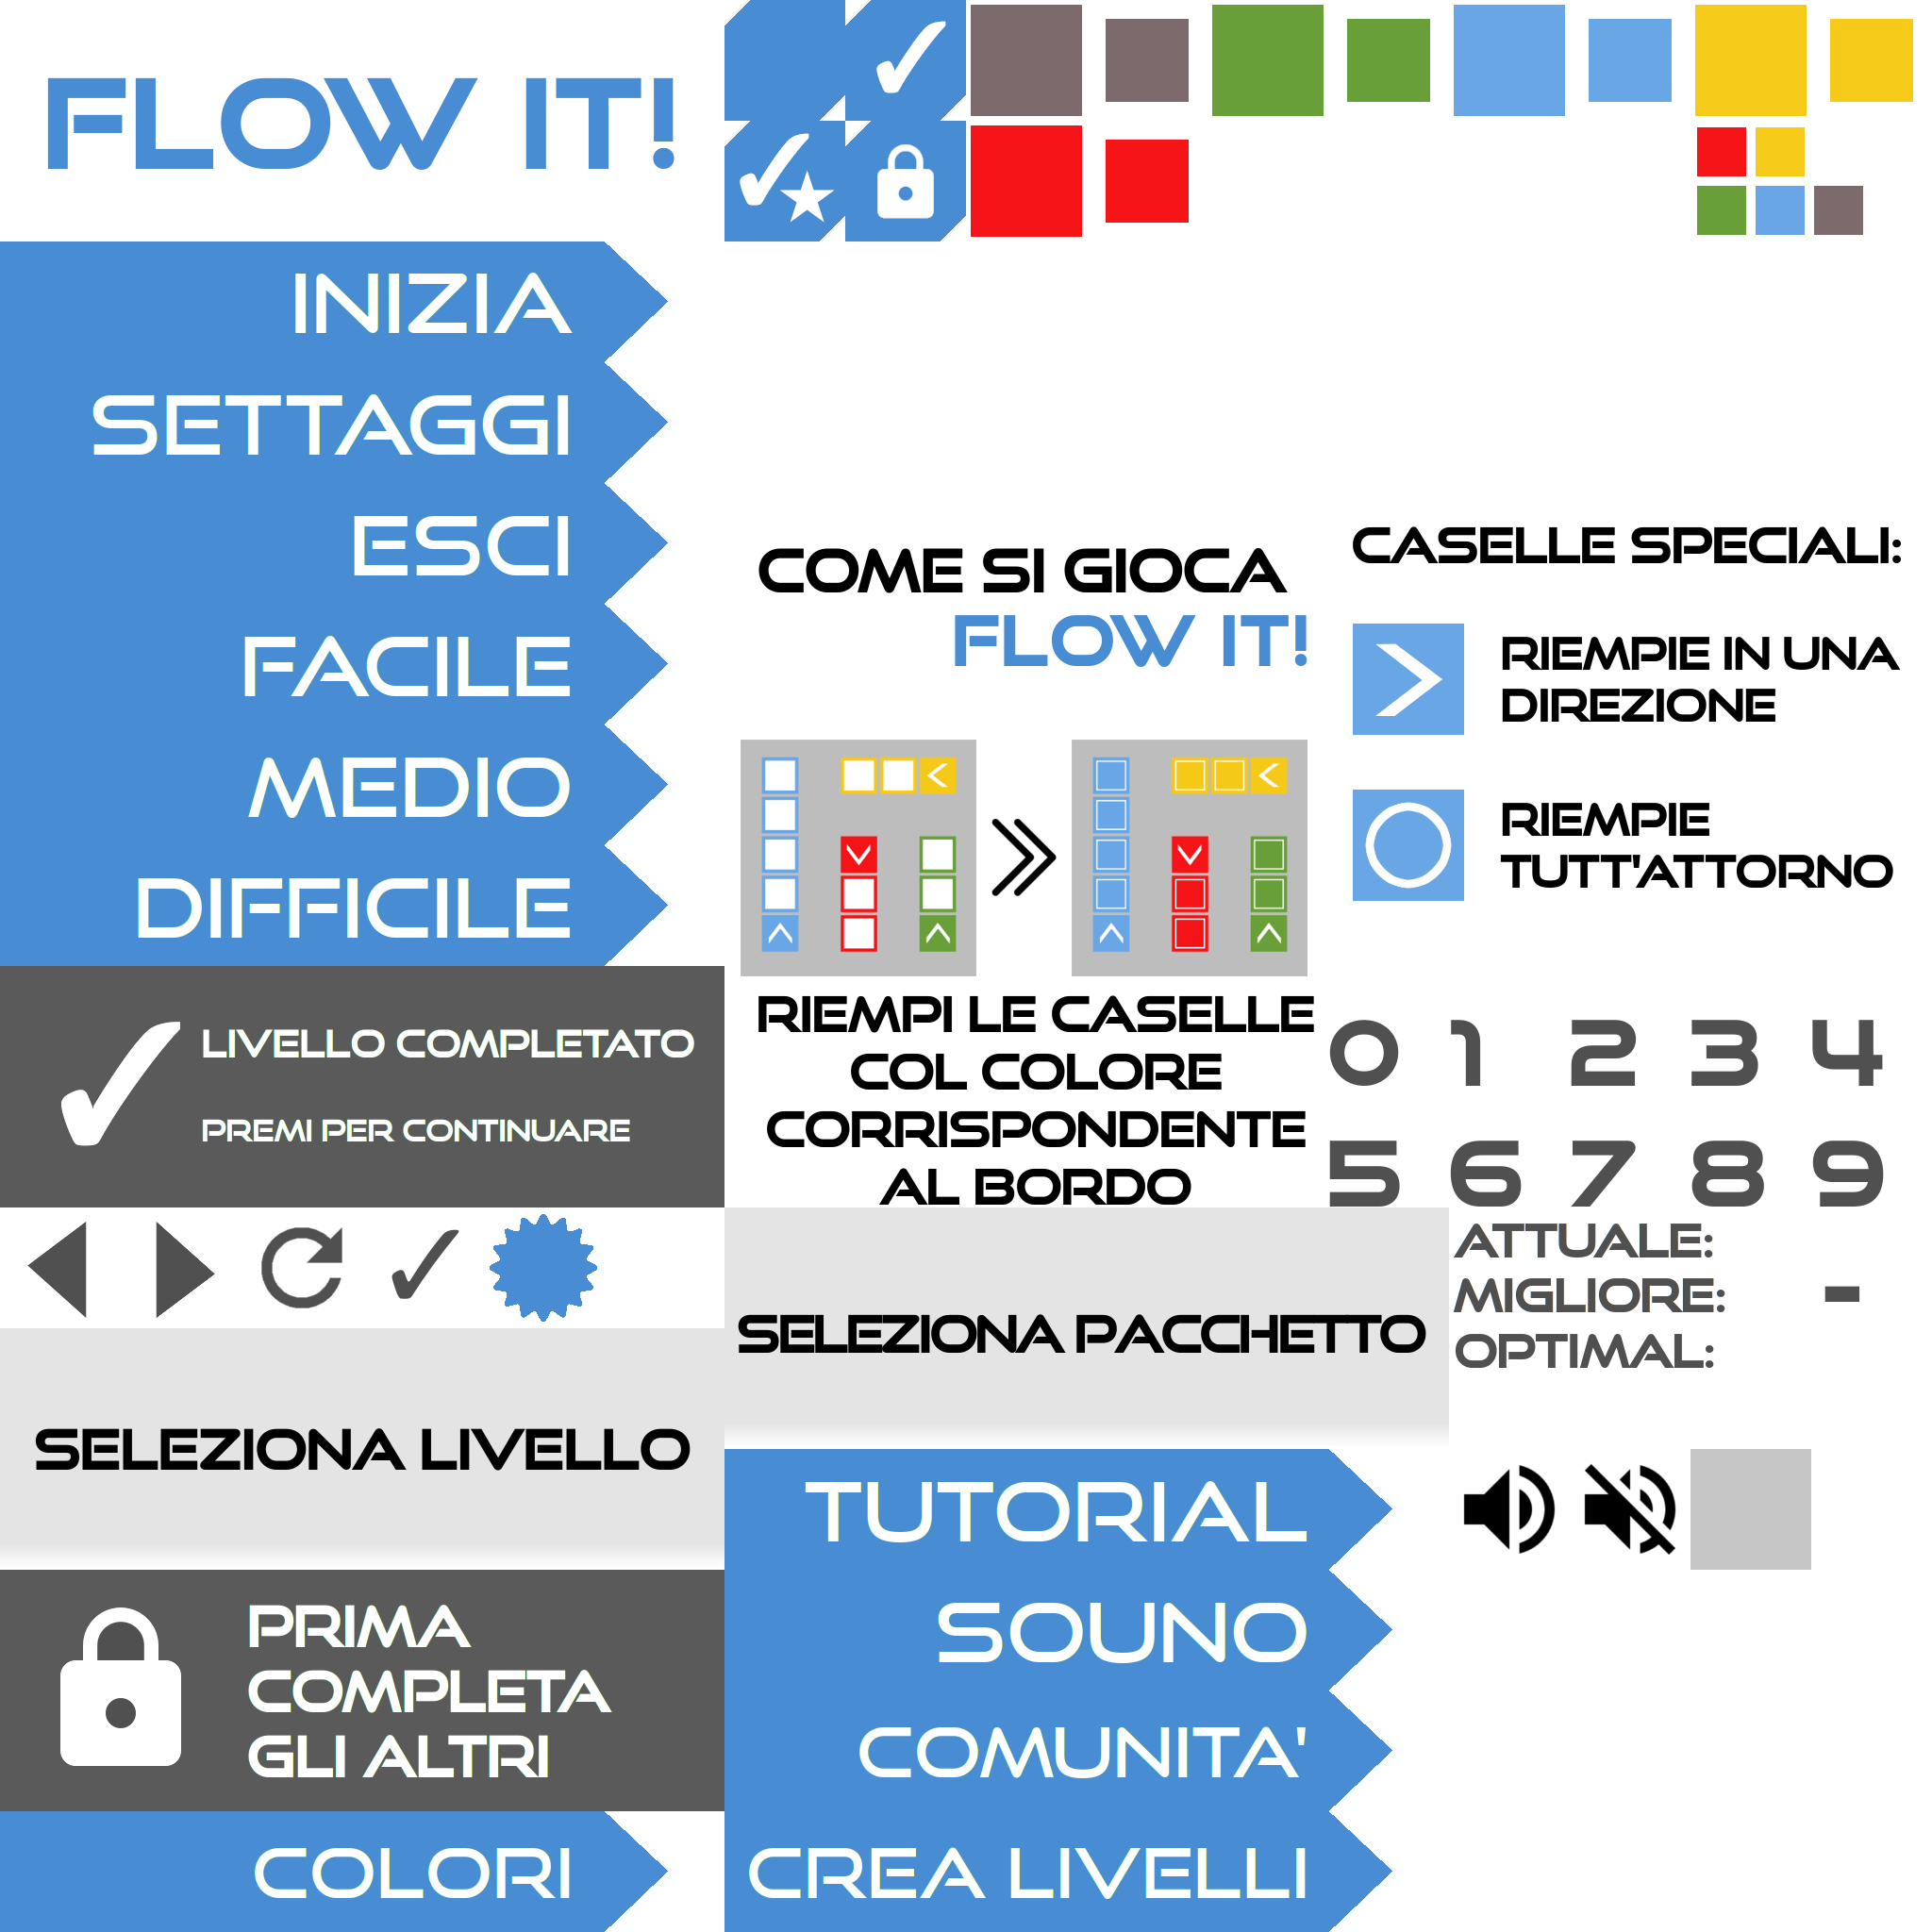 FLOW IT!
INIZIA
SETTAGGI
ESCI
FACILE
MEDIO
DIFFICILE
LIVELLO COMPLETATO
PREMI PER CONTINUARE
SELEZIONA LIVELLO
PRIMA
COMPLETA
GLI ALTRI
COLORI
COME SI GIOCA
FLOW IT!
RIEMPI LE CASELLE
COL COLORE
CORRISPONDENTE
AL BORDO
SELEZIONA PACCHETTO
TUTORIAL
SOUNO
COMUNITA'
CREA LIVELLI
CASELLE SPECIALI:
RIEMPIE IN UNA
DIREZIONE
RIEMPIE
TUTT'ATTORNO
0 1 2 3 4
5 6 7 8 9
ATTUALE:
MIGLIORE: -
OPTIMAL: